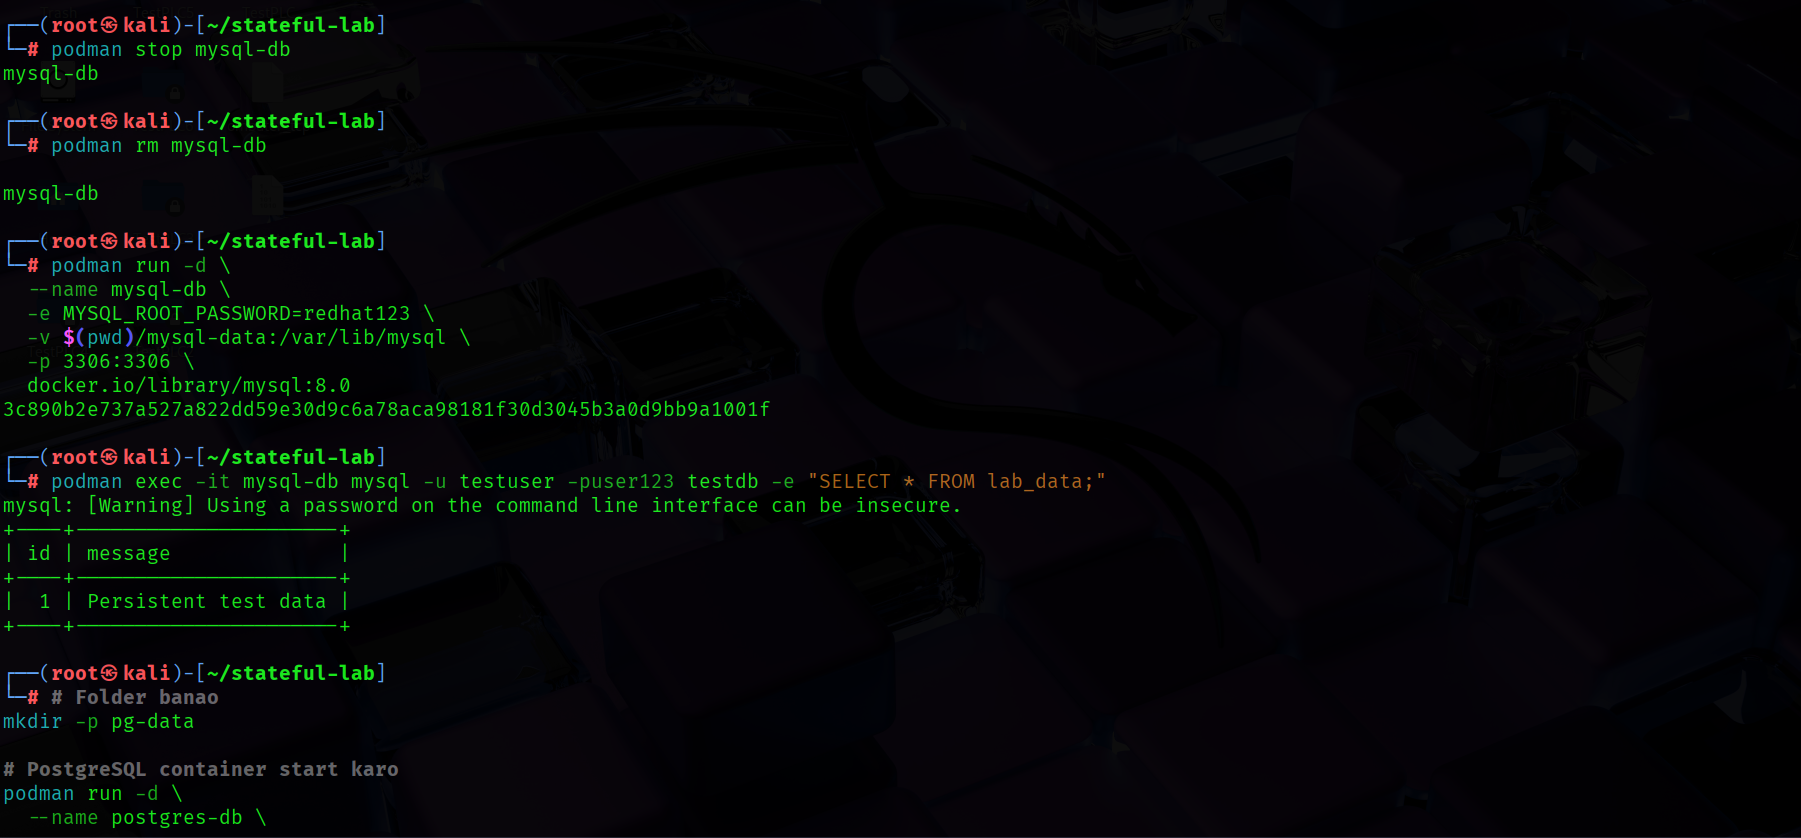 ┌──(root㉿kali)-[~/stateful-lab]
└─# podman stop mysql-db
mysql-db
┌──(root㉿kali)-[~/stateful-lab]
└─# podman rm mysql-db
mysql-db
┌──(root㉿kali)-[~/stateful-lab]
└─# podman run -d \
  --name mysql-db \
  -e MYSQL_ROOT_PASSWORD=redhat123 \
  -v $(pwd)/mysql-data:/var/lib/mysql \
  -p 3306:3306 \
  docker.io/library/mysql:8.0
3c890b2e737a527a822dd59e30d9c6a78aca98181f30d3045b3a0d9bb9a1001f
┌──(root㉿kali)-[~/stateful-lab]
└─# podman exec -it mysql-db mysql -u testuser -puser123 testdb -e "SELECT * FROM lab_data;"
mysql: [Warning] Using a password on the command line interface can be insecure.
+----+----------------------+
| id | message              |
+----+----------------------+
|  1 | Persistent test data |
+----+----------------------+
┌──(root㉿kali)-[~/stateful-lab]
└─# # Folder banao
mkdir -p pg-data
# PostgreSQL container start karo
podman run -d \
  --name postgres-db \